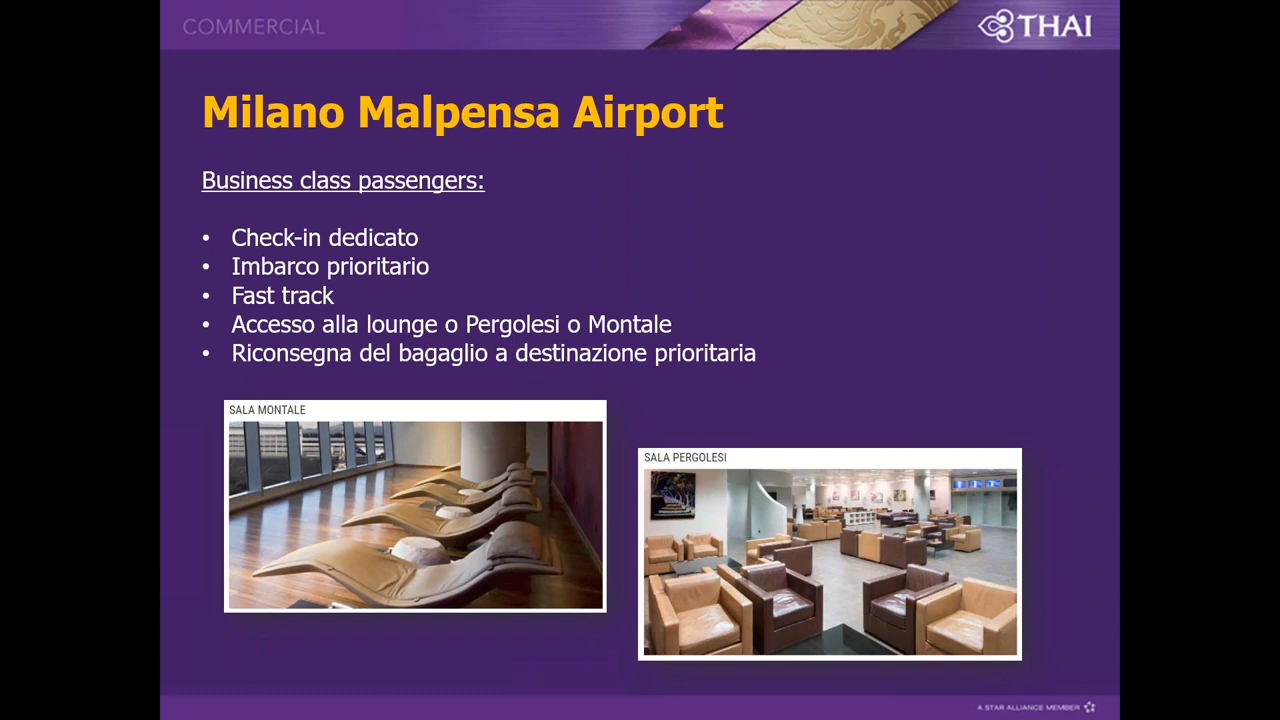 COMMERCIAL
THAI
Milano Malpensa Airport
Business class passengers:
• Check-in dedicato
• Imbarco prioritario
• Fast track
• Accesso alla lounge o Pergolesi o Montale
• Riconsegna del bagaglio a destinazione prioritaria
SALA MONTALE
SALA PERGOLESI
A STAR ALLIANCE MEMBER